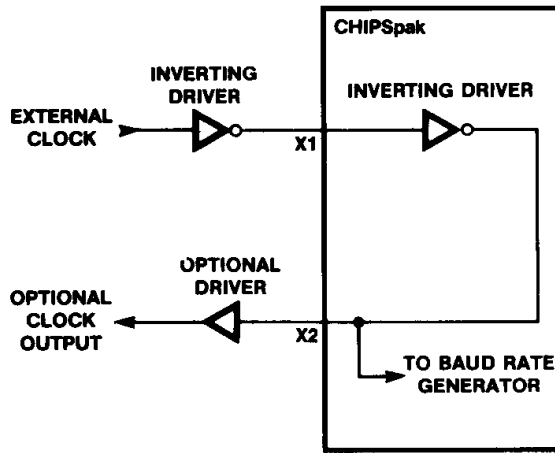 CHIPSpak
INVERTING
DRIVER
INVERTING DRIVER
EXTERNAL
CLOCK
X1
OPTIONAL
DRIVER
OPTIONAL
CLOCK
OUTPUT
X2
TO BAUD RATE
GENERATOR